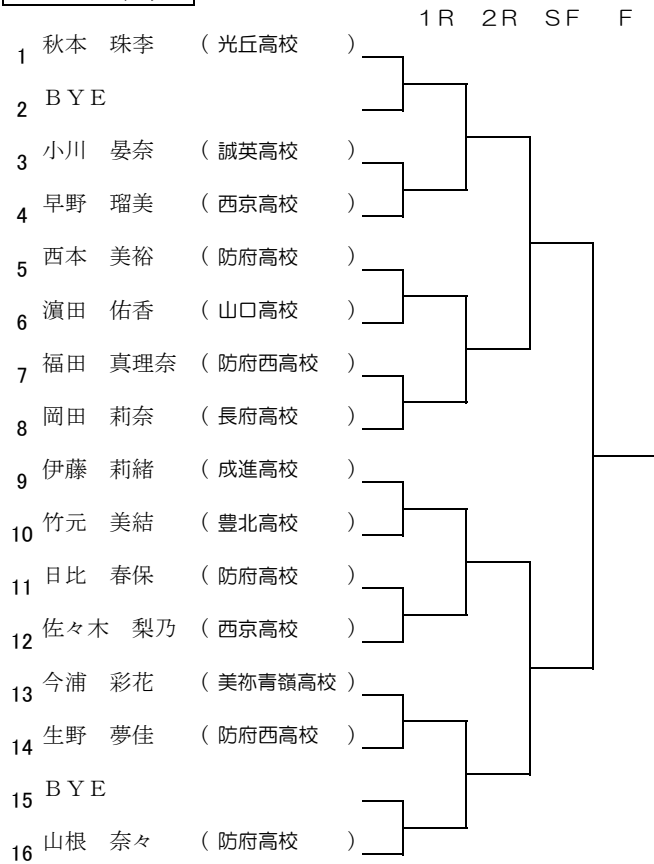 １Ｒ　２Ｒ　ＳＦ　Ｆ
1 秋本　珠李 （ 光丘高校 ）
2 ＢＹＥ
3 小川　晏奈 （ 誠英高校 ）
4 早野　瑠美 （ 西京高校 ）
5 西本　美裕 （ 防府高校 ）
6 濵田　佑香 （ 山口高校 ）
7 福田　真理奈 （ 防府西高校 ）
8 岡田　莉奈 （ 長府高校 ）
9 伊藤　莉緒 （ 成進高校 ）
10 竹元　美結 （ 豊北高校 ）
11 日比　春保 （ 防府高校 ）
12 佐々木　梨乃 （ 西京高校 ）
13 今浦　彩花 （ 美祢青嶺高校 ）
14 生野　夢佳 （ 防府西高校 ）
15 ＢＹＥ
16 山根　奈々 （ 防府高校 ）